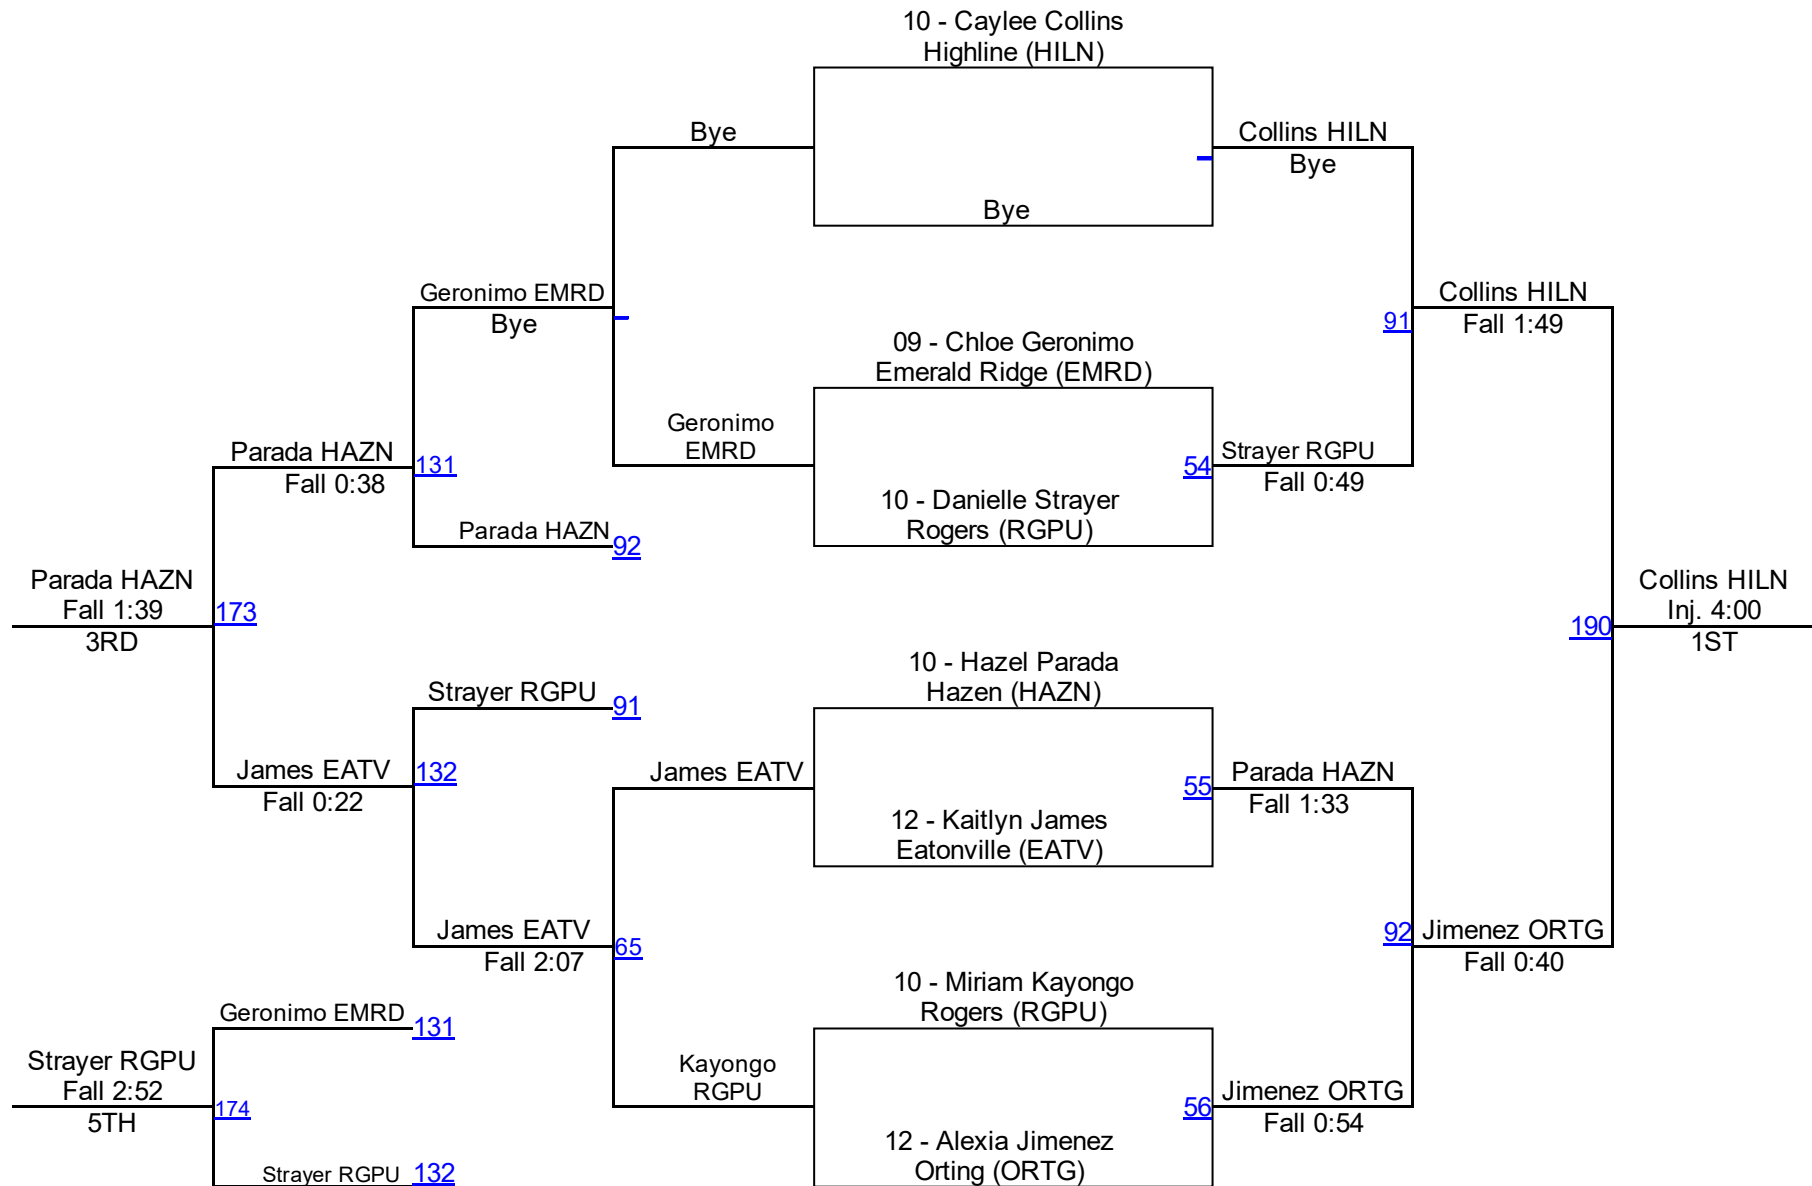 10 - Caylee Collins
Highline (HILN)
Bye
Collins HILN
Bye
Bye
Geronimo EMRD
Bye
Collins HILN
91
Fall 1:49
09 - Chloe Geronimo
Emerald Ridge (EMRD)
Geronimo
EMRD
54
Strayer RGPU
Fall 0:49
10 - Danielle Strayer
Rogers (RGPU)
Parada HAZN
131
Fall 0:38
Parada HAZN
92
Parada HAZN
Fall 1:39
173
3RD
Collins HILN
Inj. 4:00
190
1ST
10 - Hazel Parada
Hazen (HAZN)
Strayer RGPU
91
James EATV
132
Fall 0:22
James EATV
55
Parada HAZN
Fall 1:33
12 - Kaitlyn James
Eatonville (EATV)
James EATV
65
Fall 2:07
92
Jimenez ORTG
Fall 0:40
10 - Miriam Kayongo
Rogers (RGPU)
Geronimo EMRD
131
Strayer RGPU
Fall 2:52
174
5TH
Kayongo
RGPU
56
Jimenez ORTG
Fall 0:54
12 - Alexia Jimenez
Orting (ORTG)
Strayer RGPU
132